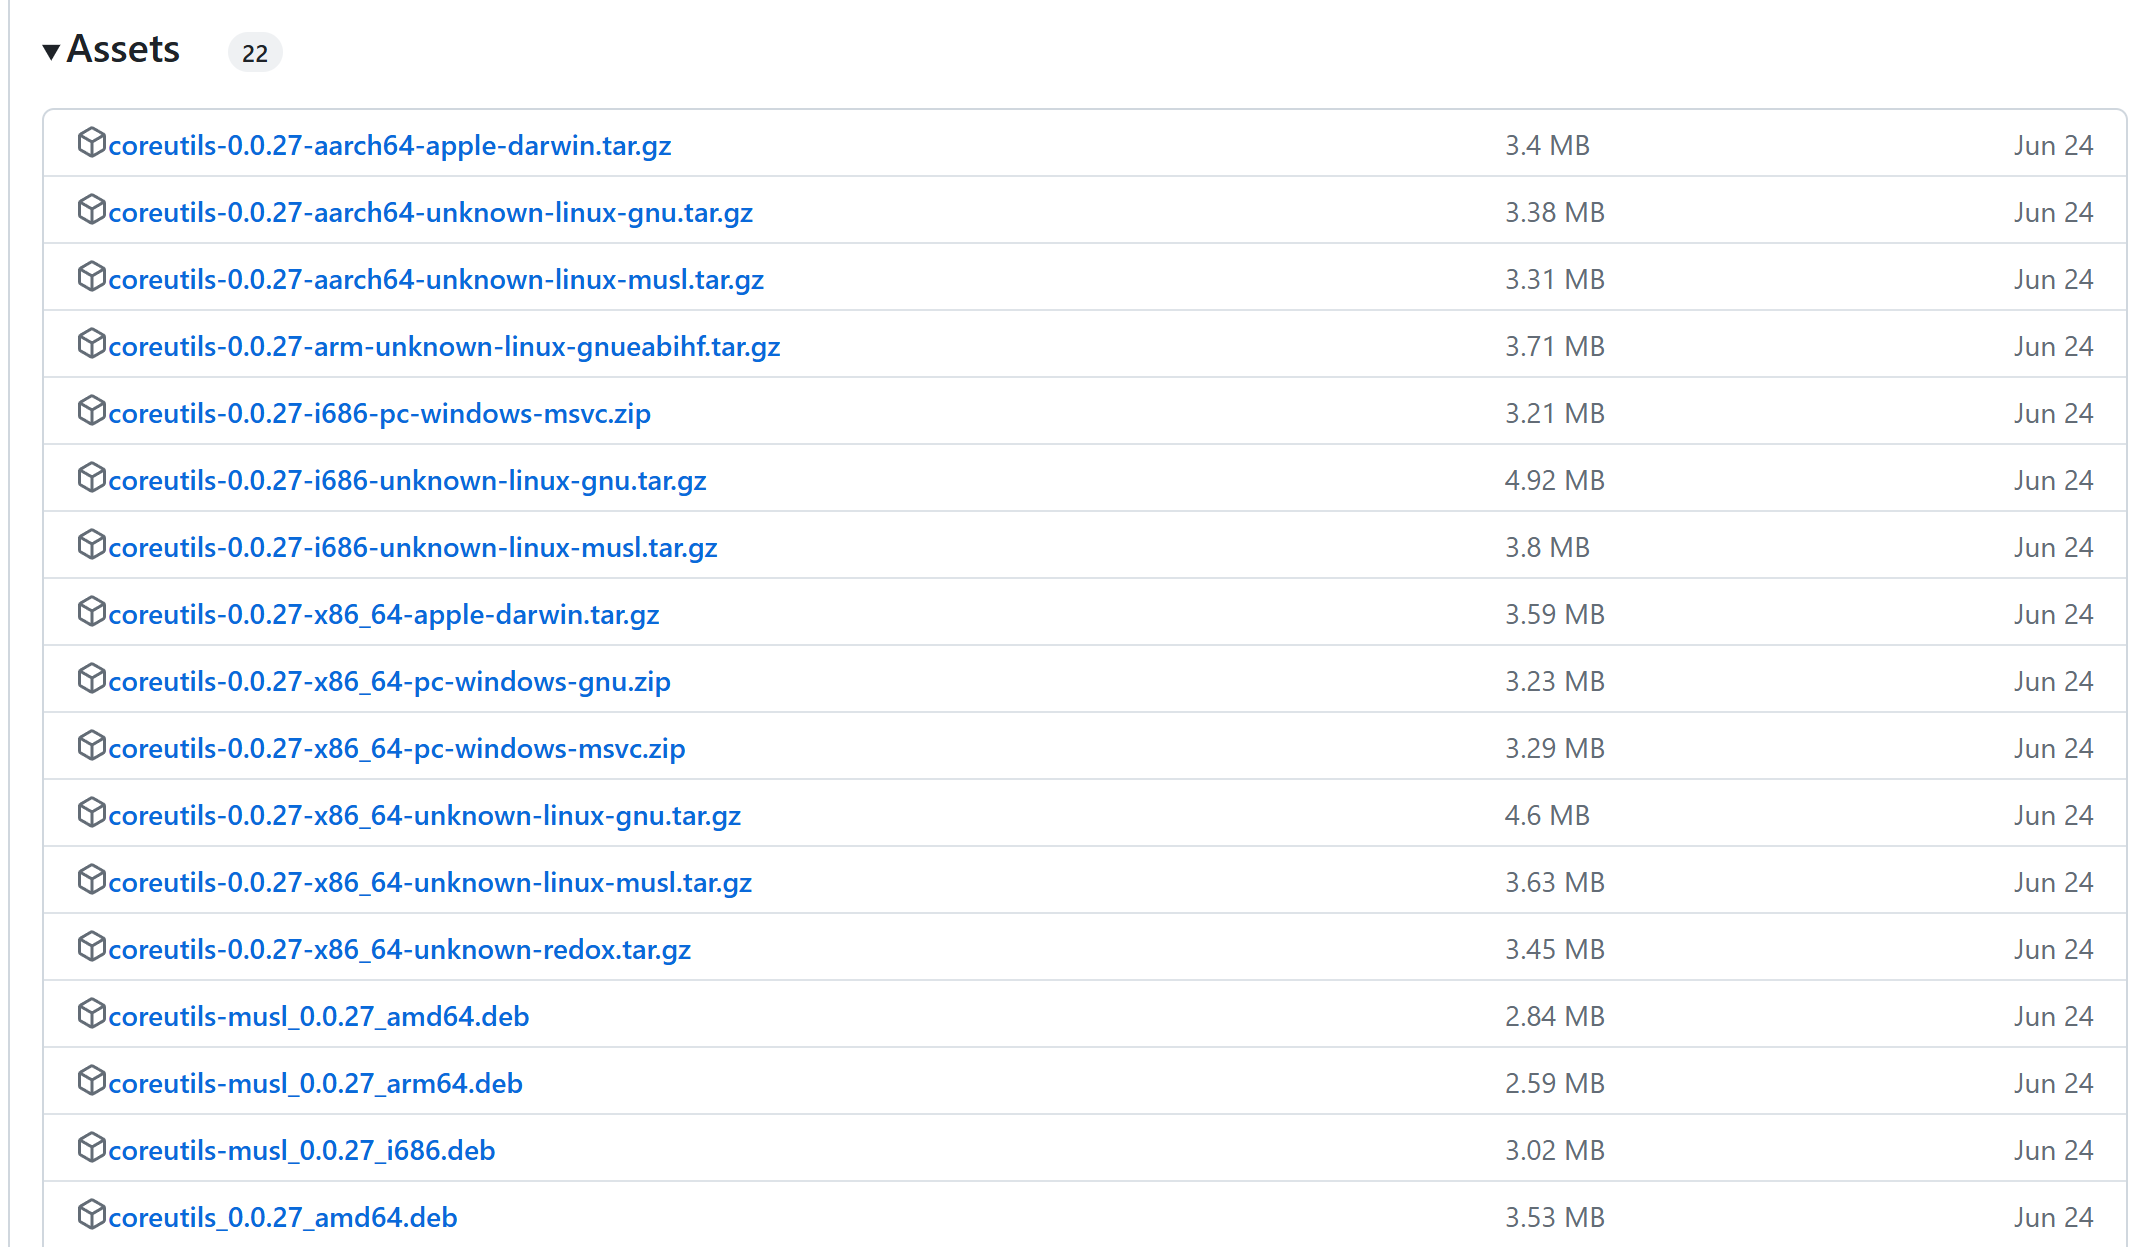 Assets 22
coreutils-0.0.27-aarch64-apple-darwin.tar.gz 3.4 MB Jun 24
coreutils-0.0.27-aarch64-unknown-linux-gnu.tar.gz 3.38 MB Jun 24
coreutils-0.0.27-aarch64-unknown-linux-musl.tar.gz 3.31 MB Jun 24
coreutils-0.0.27-arm-unknown-linux-gnueabihf.tar.gz 3.71 MB Jun 24
coreutils-0.0.27-i686-pc-windows-msvc.zip 3.21 MB Jun 24
coreutils-0.0.27-i686-unknown-linux-gnu.tar.gz 4.92 MB Jun 24
coreutils-0.0.27-i686-unknown-linux-musl.tar.gz 3.8 MB Jun 24
coreutils-0.0.27-x86_64-apple-darwin.tar.gz 3.59 MB Jun 24
coreutils-0.0.27-x86_64-pc-windows-gnu.zip 3.23 MB Jun 24
coreutils-0.0.27-x86_64-pc-windows-msvc.zip 3.29 MB Jun 24
coreutils-0.0.27-x86_64-unknown-linux-gnu.tar.gz 4.6 MB Jun 24
coreutils-0.0.27-x86_64-unknown-linux-musl.tar.gz 3.63 MB Jun 24
coreutils-0.0.27-x86_64-unknown-redox.tar.gz 3.45 MB Jun 24
coreutils-musl_0.0.27_amd64.deb 2.84 MB Jun 24
coreutils-musl_0.0.27_arm64.deb 2.59 MB Jun 24
coreutils-musl_0.0.27_i686.deb 3.02 MB Jun 24
coreutils_0.0.27_amd64.deb 3.53 MB Jun 24